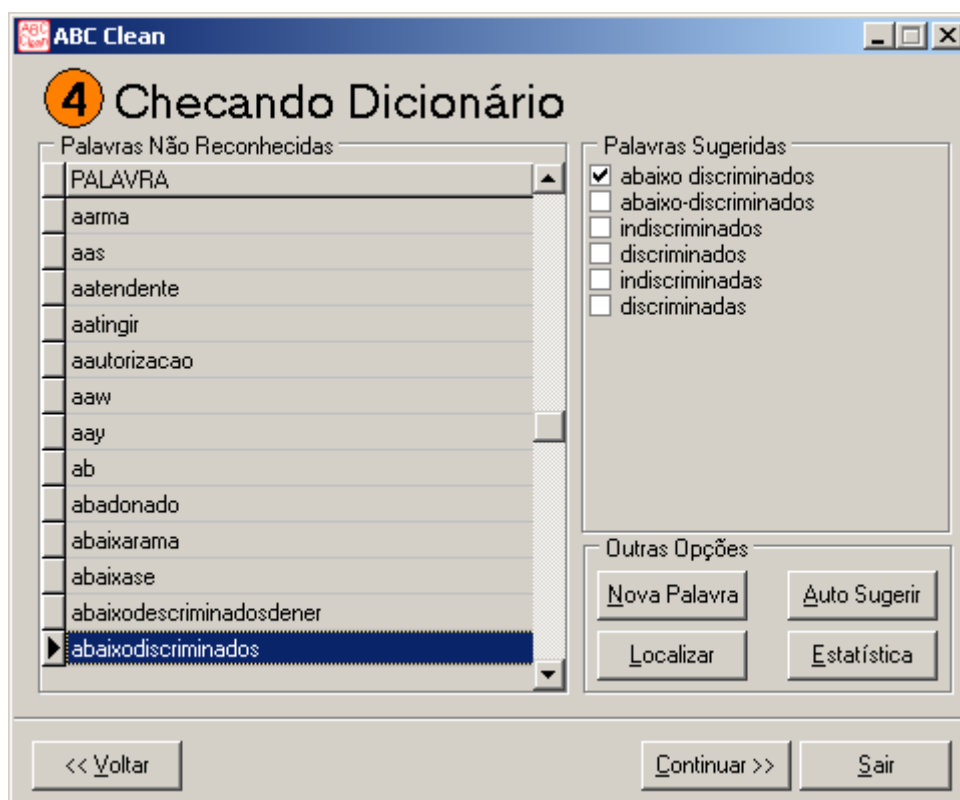 ABC Clean
ABC Clean
4 Checando Dicionário
Palavras Não Reconhecidas
PALAVRA
aarma
aas
aatendente
aatingir
aautorizacao
aaw
aay
ab
abadonado
abaixarama
abaixase
abaixodescriminadosdener
abaixodiscriminados
Palavras Sugeridas
abaixo discriminados
abaixo-discriminados
indiscriminados
discriminados
indiscriminadas
discriminadas
Outras Opções
Nova Palavra
Auto Sugerir
Localizar
Estatística
<< Voltar
Continuar >>
Sair